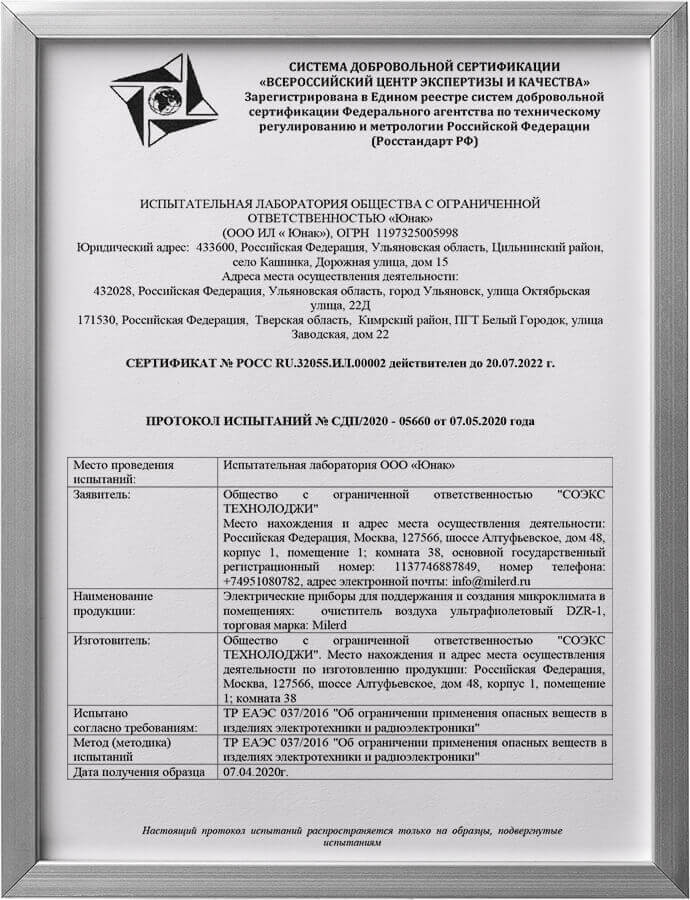 СИСТЕМА ДОБРОВОЛЬНОЙ СЕРТИФИКАЦИИ
«ВСЕРОССИЙСКИЙ ЦЕНТР ЭКСПЕРТИЗЫ И КАЧЕСТВА»
Зарегистрирована в Едином реестре систем добровольной
сертификации Федерального агентства по техническому
регулированию и метрологии Российской Федерации
(Росстандарт РФ)
ИСПЫТАТЕЛЬНАЯ ЛАБОРАТОРИЯ ОБЩЕСТВА С ОГРАНИЧЕННОЙ
ОТВЕТСТВЕННОСТЬЮ «Юнак»
(ООО ИЛ « Юнак»), ОГРН 1197325005998
Юридический адрес: 433600, Российская Федерация, Ульяновская область, Цильнинский район,
село Кашинка, Дорожная улица, дом 15
Адреса места осуществления деятельности:
432028, Российская Федерация, Ульяновская область, город Ульяновск, улица Октябрьская
улица, 22Д
171530, Российская Федерация, Тверская область, Кимрский район, ПГТ Белый Городок, улица
Заводская, дом 22
СЕРТИФИКАТ № РОСС RU.32055.ИЛ.00002 действителен до 20.07.2022 г.
ПРОТОКОЛ ИСПЫТАНИЙ № СДП/2020 - 05660 от 07.05.2020 года
Место проведения
испытаний:
Испытательная лаборатория ООО «Юнак»
Заявитель:
Общество с ограниченной ответственностью "СОЭКС
ТЕХНОЛОДЖИ"
Место нахождения и адрес места осуществления деятельности:
Российская Федерация, Москва, 127566, шоссе Алтуфьевское, дом 48,
корпус 1, помещение 1; комната 38, основной государственный
регистрационный номер: 1137746887849, номер телефона:
+74951080782, адрес электронной почты: info@milerd.ru
Наименование
продукции:
Электрические приборы для поддержания и создания микроклимата в
помещениях: очиститель воздуха ультрафиолетовый DZR-1,
торговая марка: Milerd
Изготовитель:
Общество с ограниченной ответственностью "СОЭКС
ТЕХНОЛОДЖИ". Место нахождения и адрес места осуществления
деятельности по изготовлению продукции: Российская Федерация,
Москва, 127566, шоссе Алтуфьевское, дом 48, корпус 1, помещение
1; комната 38
Испытано
согласно требованиям:
ТР ЕАЭС 037/2016 "Об ограничении применения опасных веществ в
изделиях электротехники и радиоэлектроники"
Метод (методика)
испытаний
ТР ЕАЭС 037/2016 "Об ограничении применения опасных веществ в
изделиях электротехники и радиоэлектроники"
Дата получения образца
07.04.2020г.
Настоящий протокол испытаний распространяется только на образцы, подвергнутые
испытаниям